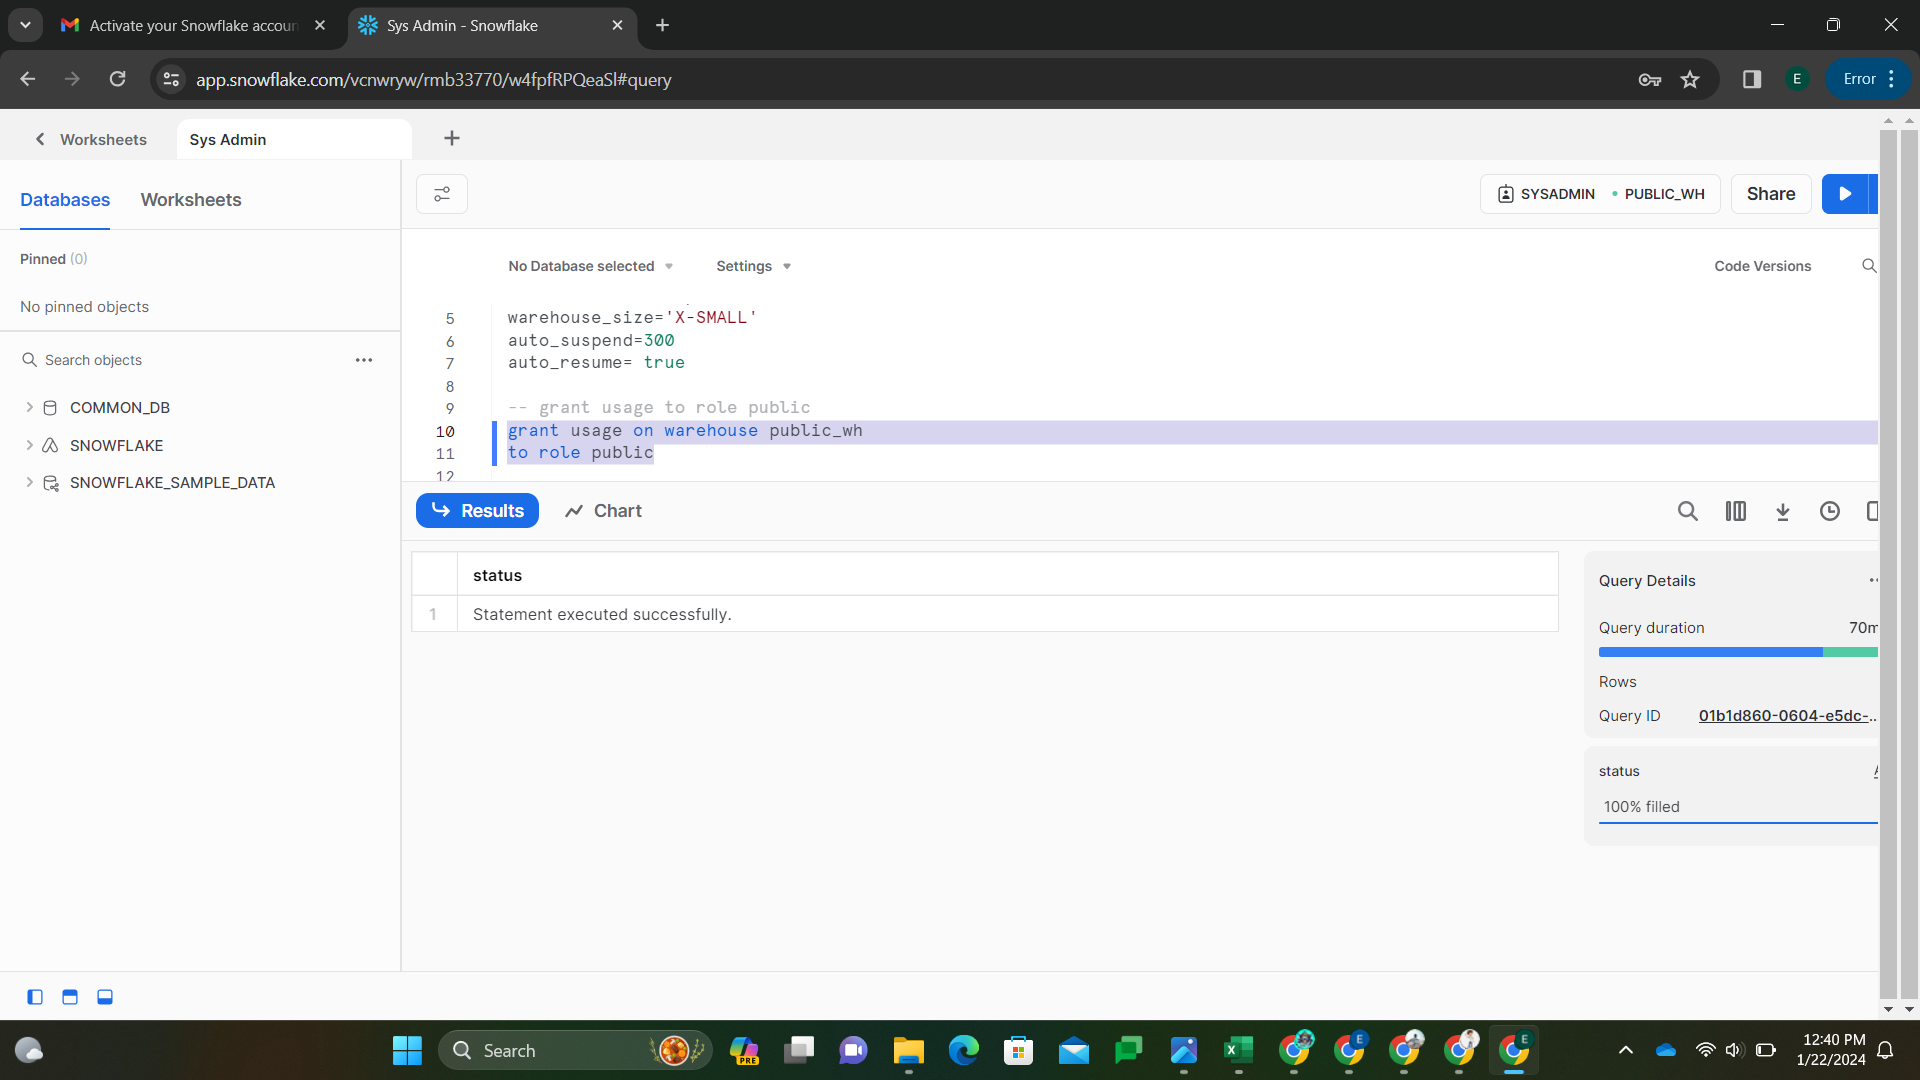 Activate your Snowflake accoun
Sys Admin - Snowflake
app.snowflake.com/vcnwryw/rmb33770/w4fpfRPQeaSl#query
E
Error
Worksheets
Sys Admin
Databases
Worksheets
SYSADMIN
PUBLIC_WH
Share
Pinned (0)
No Database selected
Settings
Code Versions
No pinned objects
5 warehouse_size='X-SMALL'
6 auto_suspend=300
7 auto_resume= true
8
9 -- grant usage to role public
10 grant usage on warehouse public_wh
11 to role public
12
Search objects
COMMON_DB
SNOWFLAKE
SNOWFLAKE_SAMPLE_DATA
Results
Chart
status
1 Statement executed successfully.
Query Details
Query duration 70m
Rows
Query ID 01b1d860-0604-e5dc-...
status
100% filled
Search
PRE
E
E
12:40 PM
1/22/2024